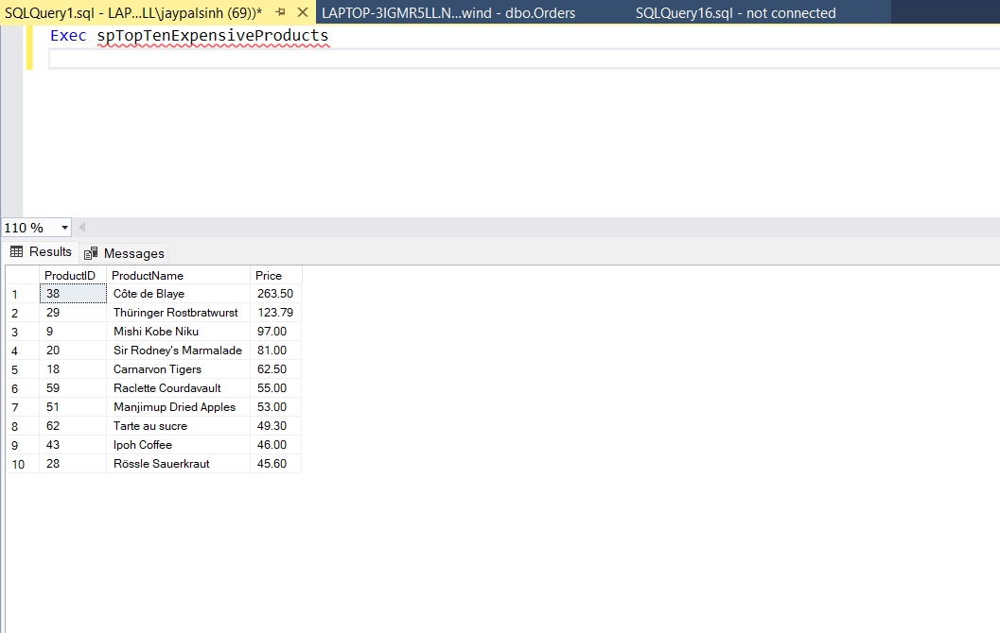 SQLQuery1.sql - LAP...LL\jaypalsinh (69))* LAPTOP-3IGMR5LL.N...wind - dbo.Orders SQLQuery16.sql - not connected
Exec spTopTenExpensiveProducts
110 %
Results Messages
ProductID ProductName Price
1 38 Côte de Blaye 263.50
2 29 Thüringer Rostbratwurst 123.79
3 9 Mishi Kobe Niku 97.00
4 20 Sir Rodney's Marmalade 81.00
5 18 Carnarvon Tigers 62.50
6 59 Raclette Courdavault 55.00
7 51 Manjimup Dried Apples 53.00
8 62 Tarte au sucre 49.30
9 43 Ipoh Coffee 46.00
10 28 Rössle Sauerkraut 45.60